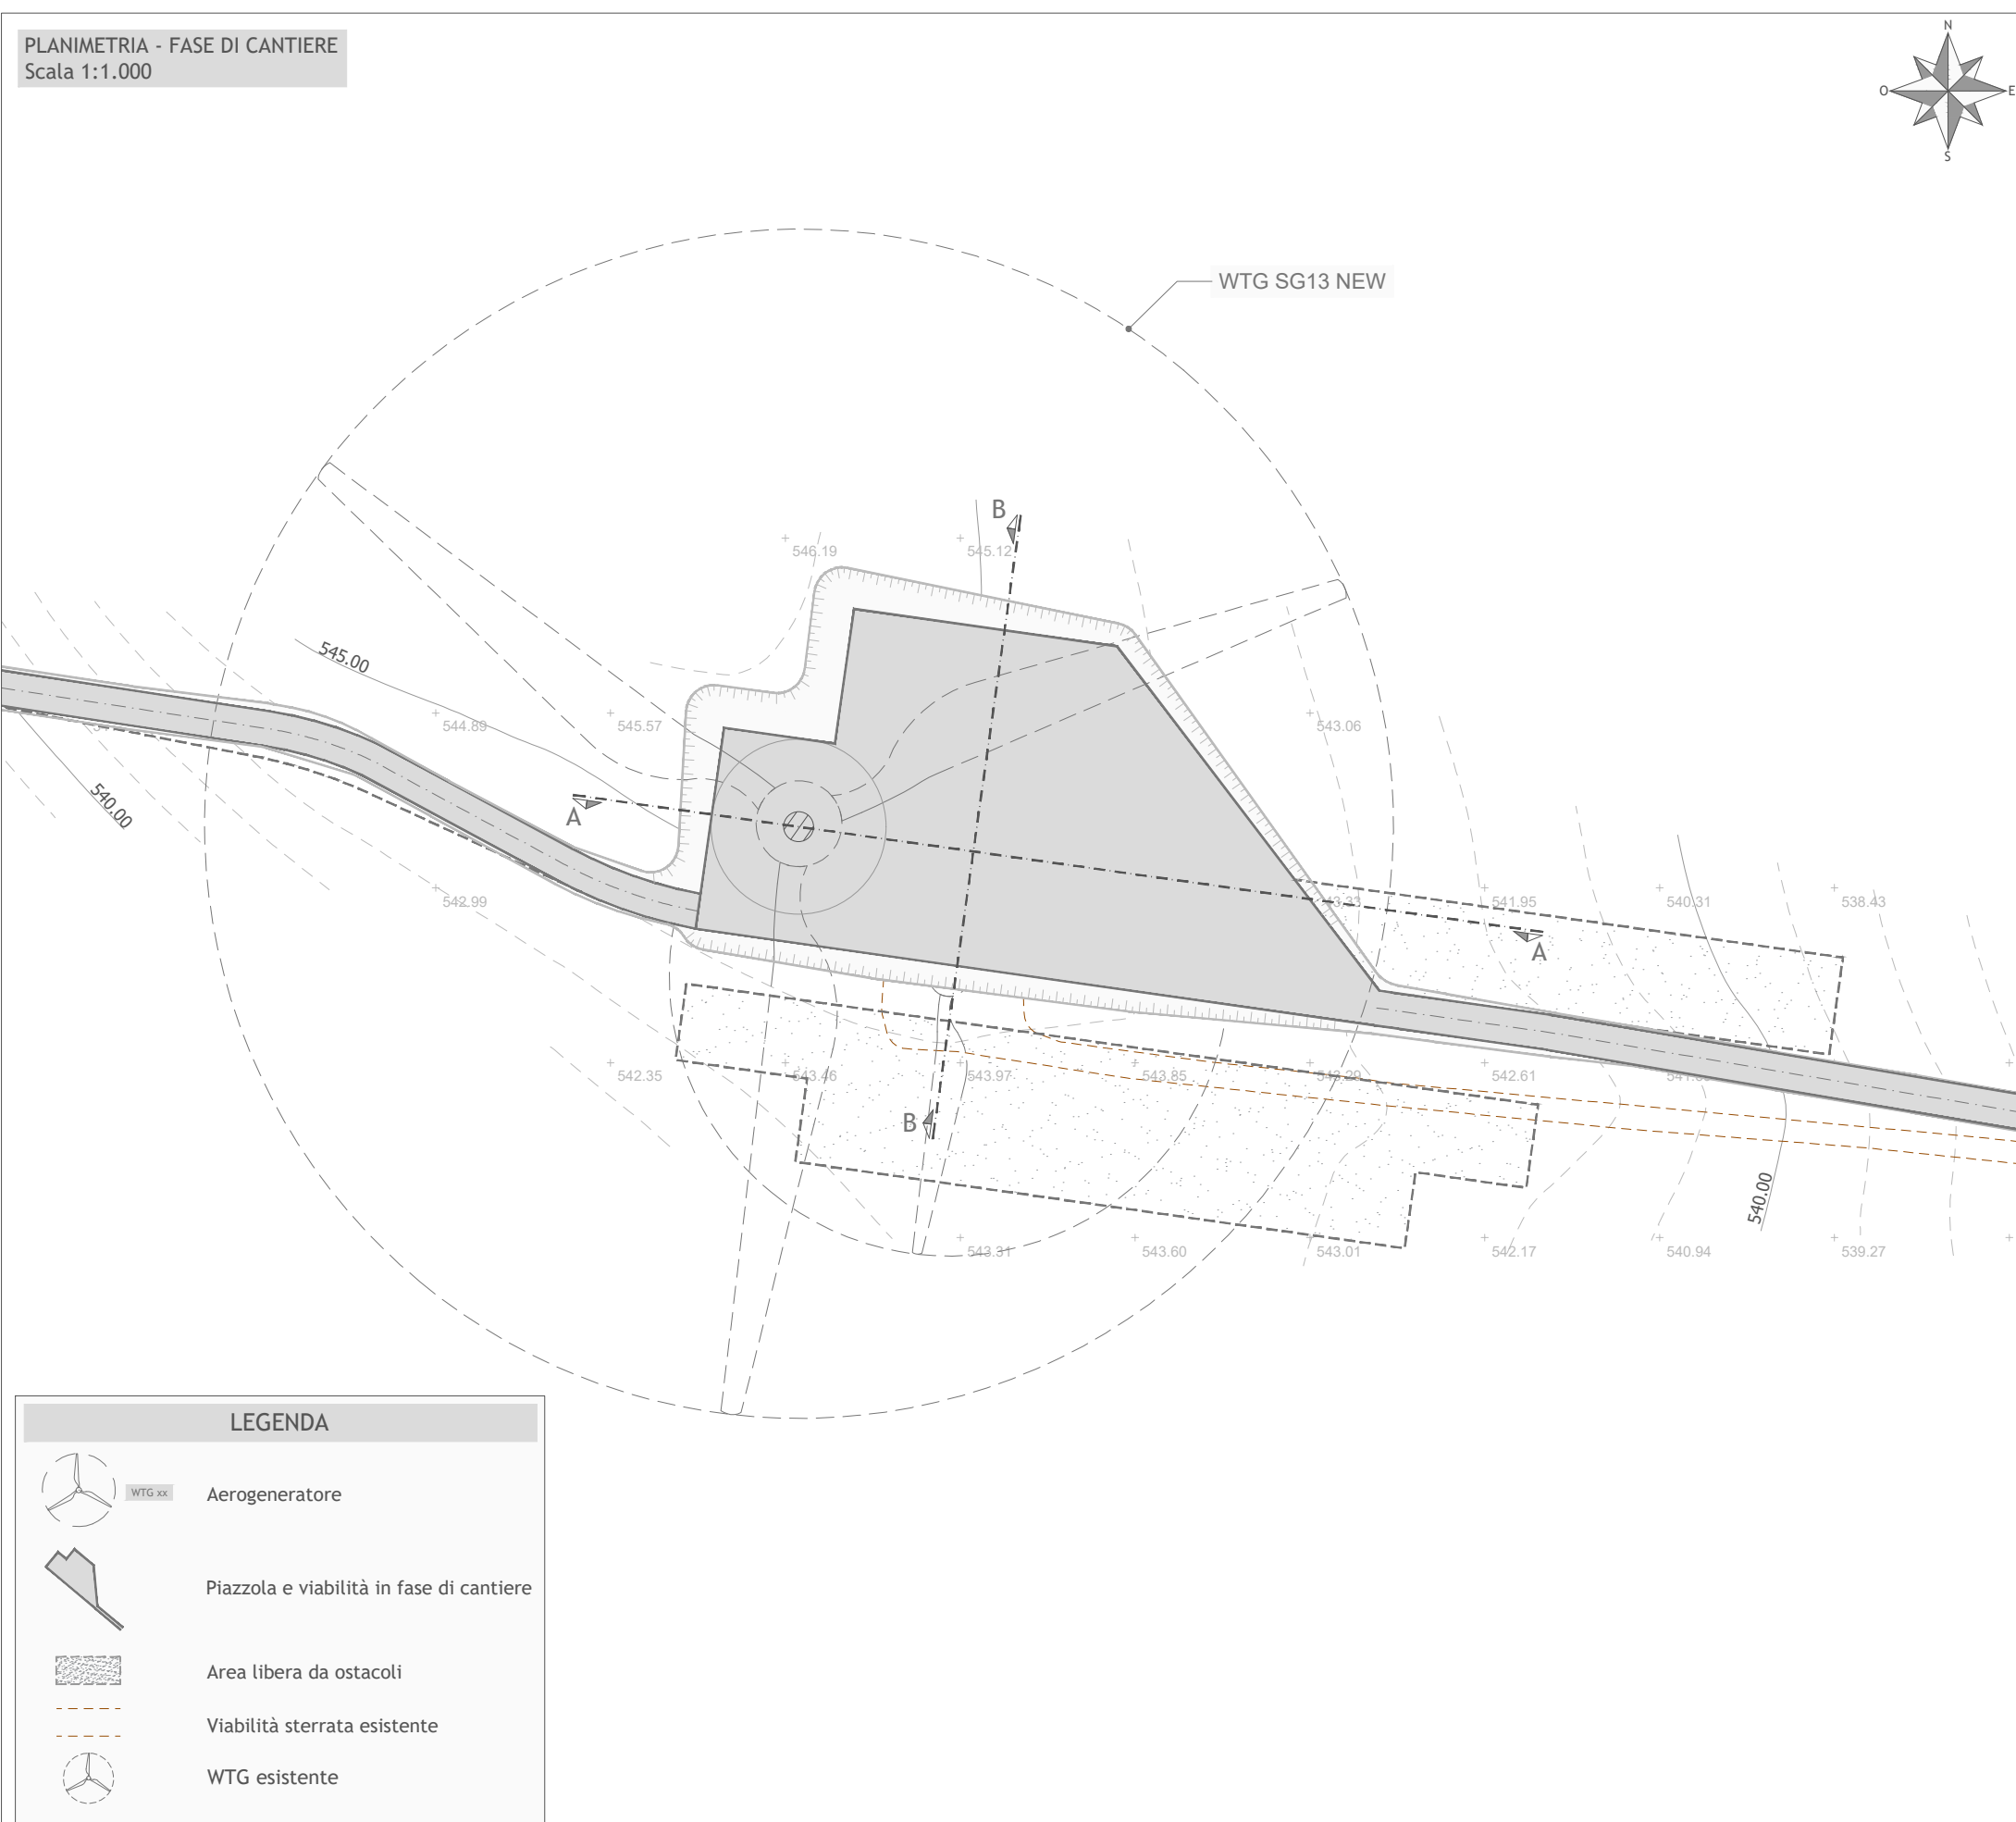 PLANIMETRIA - FASE DI CANTIERE
Scala 1:1.000
N
O
E
S
WTG SG13 NEW
B
546.19
545.12
545.00
544.89
545.57
543.06
540.00
A
542.99
541.95
540.31
538.43
A
542.35
543.46
543.97
543.85
543.29
542.61
B
540.00
543.31
543.60
543.01
542.17
540.94
539.27
LEGENDA
WTG xx
Aerogeneratore
Piazzola e viabilità in fase di cantiere
Area libera da ostacoli
Viabilità sterrata esistente
WTG esistente